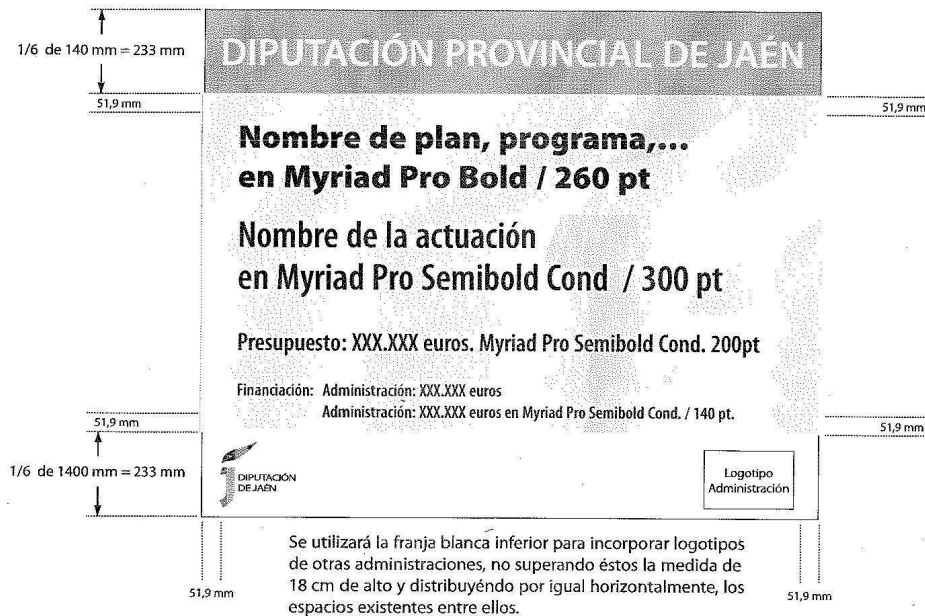 1/6 de 140 mm = 233 mm
DIPUTACIÓN PROVINCIAL DE JAÉN
51,9 mm
51,9 mm
Nombre de plan, programa,...
en Myriad Pro Bold / 260 pt
Nombre de la actuación
en Myriad Pro Semibold Cond / 300 pt
Presupuesto: XXX.XXX euros. Myriad Pro Semibold Cond. 200pt
Financiación: Administración: XXX.XXX euros
Administración: XXX.XXX euros en Myriad Pro Semibold Cond. / 140 pt.
51,9 mm
51,9 mm
1/6 de 1400 mm = 233 mm
DIPUTACIÓN
DE JAÉN
Logotipo
Administración
Se utilizará la franja blanca inferior para incorporar logotipos
de otras administraciones, no superando éstos la medida de
18 cm de alto y distribuyéndo por igual horizontalmente, los
espacios existentes entre ellos.
51,9 mm
51,9 mm